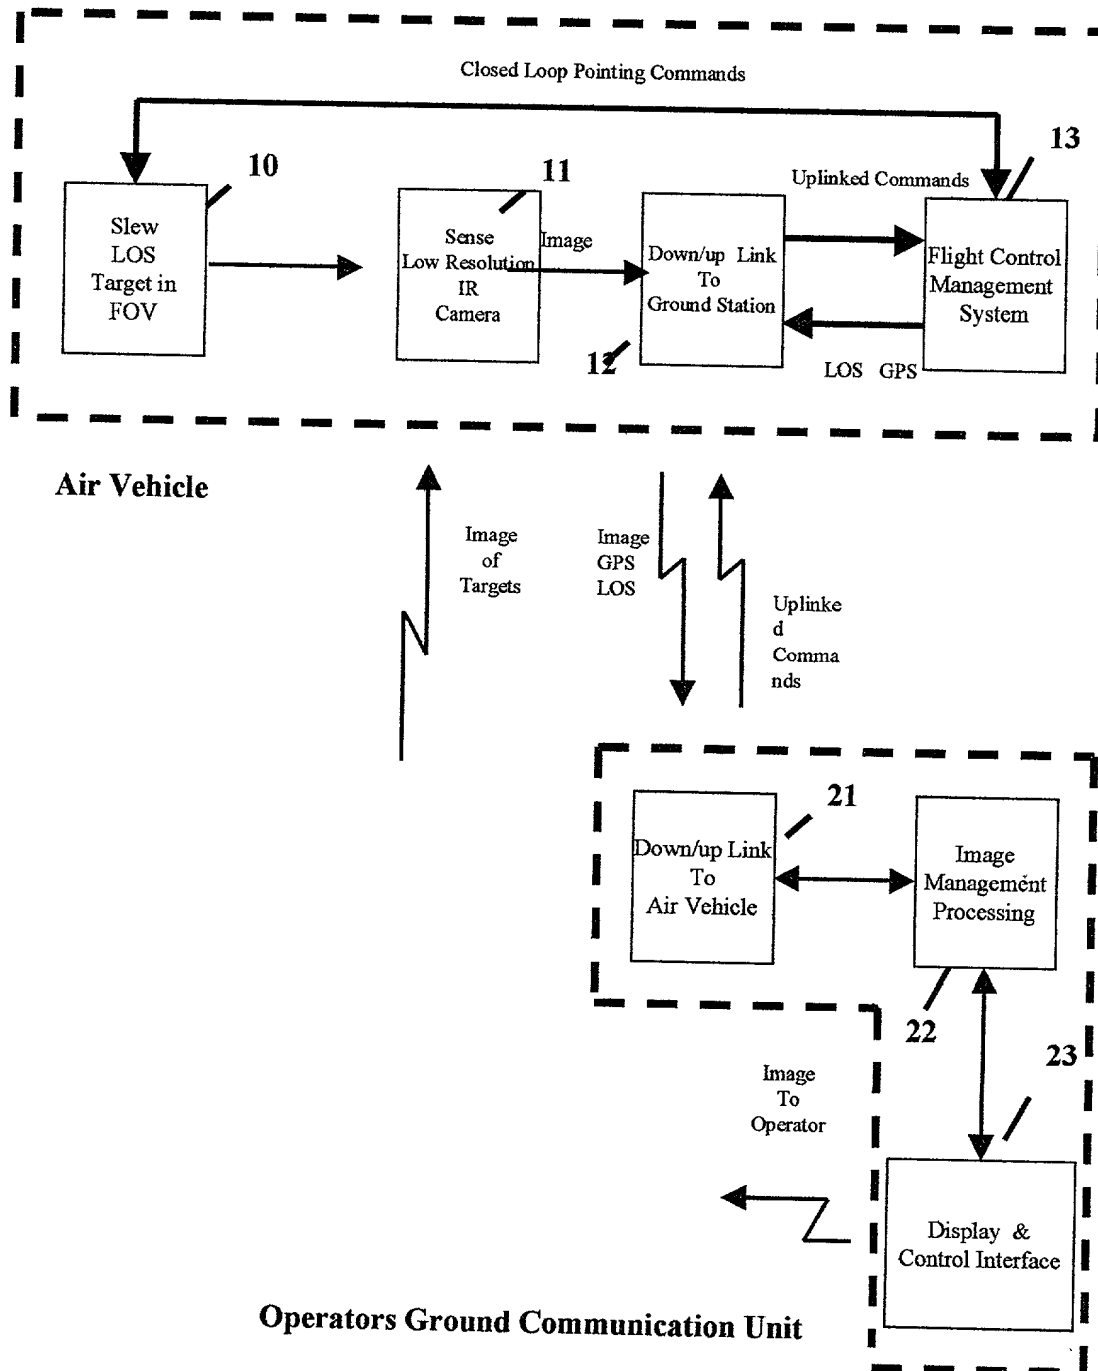 Closed Loop Pointing Commands
10
11
13
Uplinked Commands
Slew
LOS
Target in
FOV
Sense
Low Resolution
IR
Camera
Image
Down/up Link
To
Ground Station
Flight Control
Management
System
12
LOS GPS
Air Vehicle
Image
of
Targets
Image
GPS
LOS
Uplinke
d
Comma
nds
21
Down/up Link
To
Air Vehicle
Image
Management
Processing
22
23
Image
To
Operator
Display &
Control Interface
Operators Ground Communication Unit